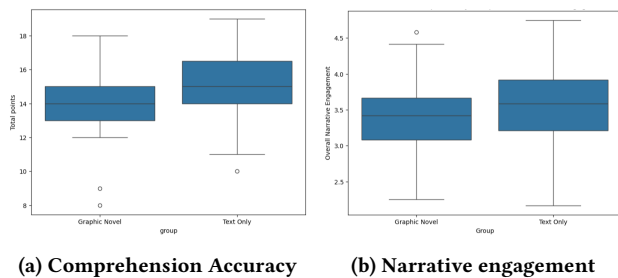 18
16
14
12
10
8
Total points
Graphic Novel
Text Only
group
4.5
4.0
3.5
3.0
2.5
Overall Narrative Engagement
Graphic Novel
Text Only
Group
(a) Comprehension Accuracy
(b) Narrative engagement